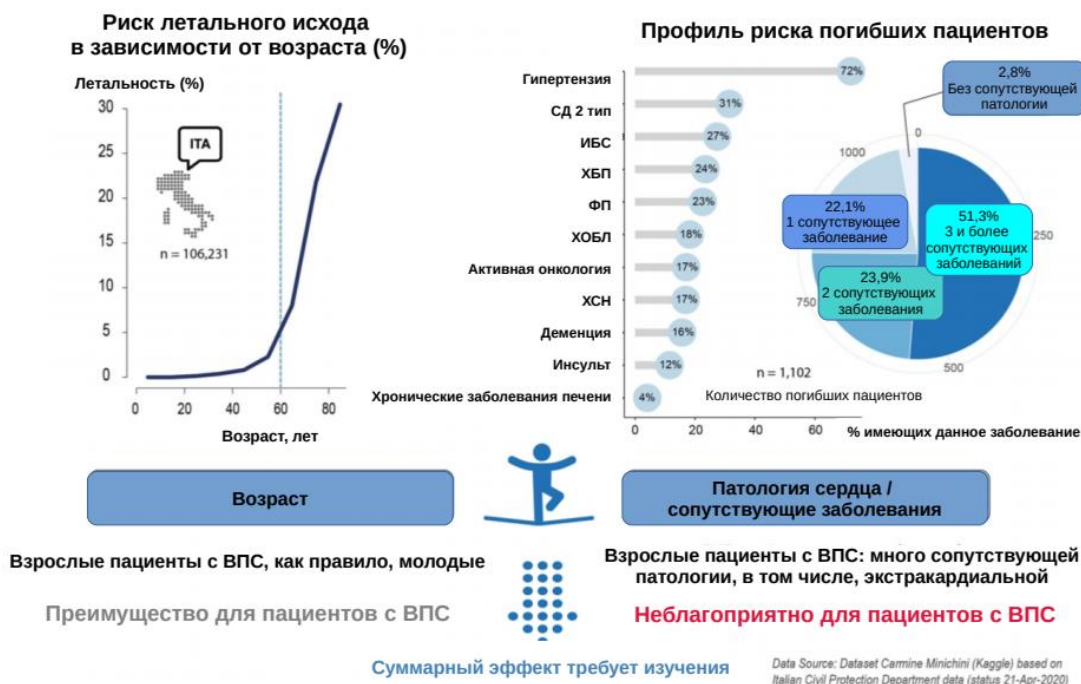 Риск летального исхода
в зависимости от возраста (%)
Летальность (%)
30
25
20
15
10
5
0
ITA
n = 106,231
0
20
40
60
80
Возраст, лет
Профиль риска погибших пациентов
Гипертензия
72%
СД 2 тип
31%
ИБС
27%
ХБП
24%
ФП
23%
ХОБЛ
18%
Активная онкология
17%
ХСН
17%
Деменция
16%
Инсульт
12%
Хронические заболевания печени
4%
0
20
40
60
% имеющих данное заболевание
n = 1,102
Количество погибших пациентов
2,8%
Без сопутствующей
патологии
0
1000
22,1%
1 сопутствующее
заболевание
51,3%
3 и более
сопутствующих
заболеваний
250
23,9%
2 сопутствующих
заболевания
750
500
Возраст
Патология сердца /
сопутствующие заболевания
Взрослые пациенты с ВПС, как правило, молодые
Взрослые пациенты с ВПС: много сопутствующей
патологии, в том числе, экстракардиальной
Преимущество для пациентов с ВПС
Неблагоприятно для пациентов с ВПС
Суммарный эффект требует изучения
Data Source: Dataset Carmine Minichini (Kaggle) based on
Italian Civil Protection Department data (status 21-Apr-2020)